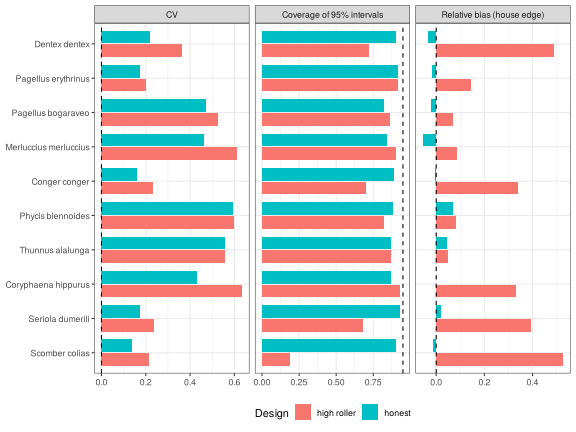 CV
Coverage of 95% intervals
Relative bias (house edge)
Dentex dentex
Pagellus erythrinus
Pagellus bogaraveo
Merluccius merluccius
Conger conger
Phycis blennoides
Thunnus alalunga
Coryphaena hippurus
Seriola dumerili
Scomber colias
0.0 0.2 0.4 0.6
0.00 0.25 0.50 0.75
0.0 0.2 0.4
Design high roller honest